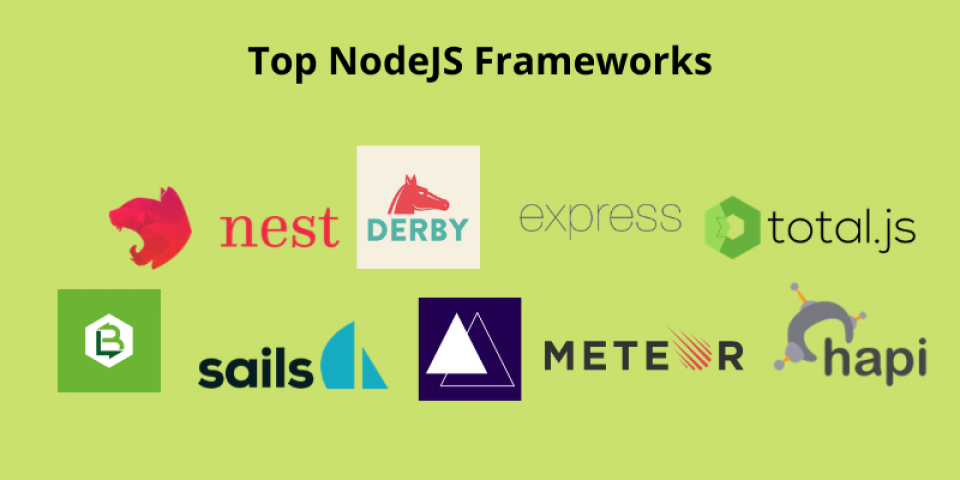 Top NodeJS Frameworks
nest
DERBY
express
total.js
B
sails
METEOR
hapi